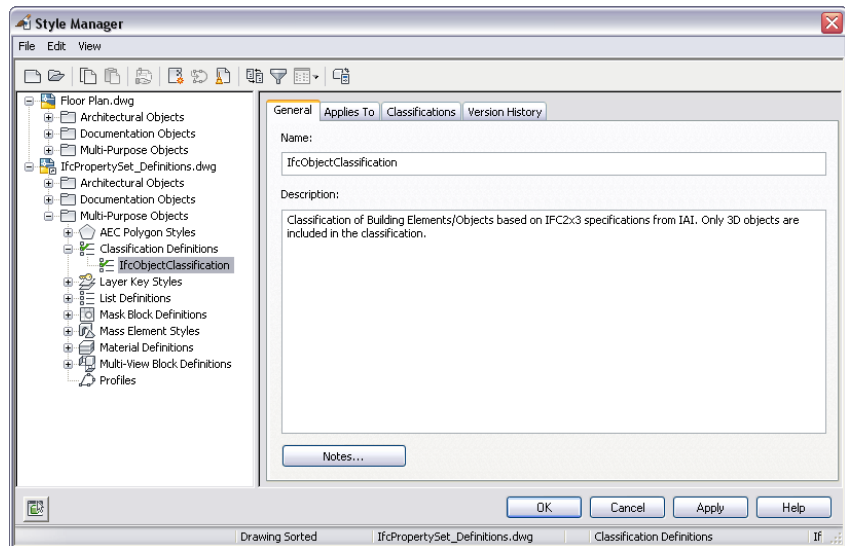 Style Manager
File Edit View
Floor Plan.dwg
Architectural Objects
Documentation Objects
Multi-Purpose Objects
IfcPropertySet_Definitions.dwg
Architectural Objects
Documentation Objects
Multi-Purpose Objects
AEC Polygon Styles
Classification Definitions
IfcObjectClassification
Layer Key Styles
List Definitions
Mask Block Definitions
Mass Element Styles
Material Definitions
Multi-View Block Definitions
Profiles
General Applies To Classifications Version History
Name:
IfcObjectClassification
Description:
Classification of Building Elements/Objects based on IFC2x3 specifications from IAI. Only 3D objects are
included in the classification.
Notes...
OK Cancel Apply Help
Drawing Sorted IfcPropertySet_Definitions.dwg Classification Definitions If